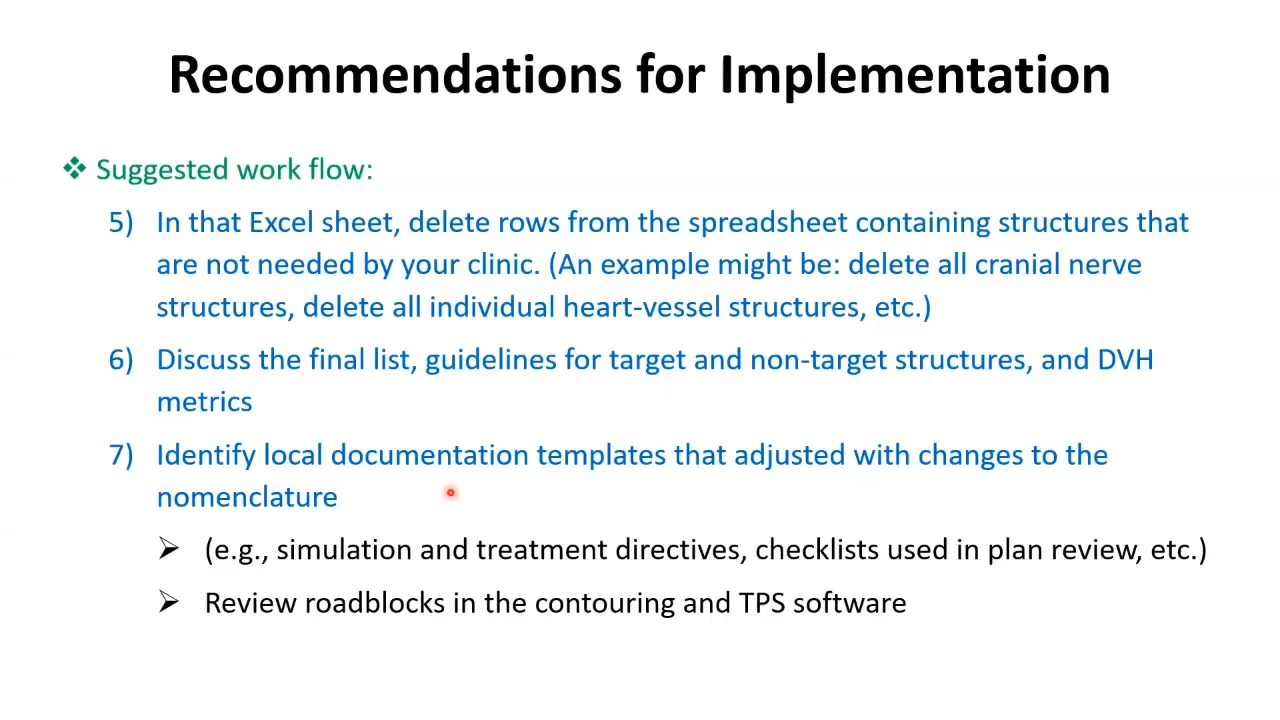 Recommendations for Implementation
❖ Suggested work flow:
5) In that Excel sheet, delete rows from the spreadsheet containing structures that
are not needed by your clinic. (An example might be: delete all cranial nerve
structures, delete all individual heart-vessel structures, etc.)
6) Discuss the final list, guidelines for target and non-target structures, and DVH
metrics
7) Identify local documentation templates that adjusted with changes to the
nomenclature
➢ (e.g., simulation and treatment directives, checklists used in plan review, etc.)
➢ Review roadblocks in the contouring and TPS software